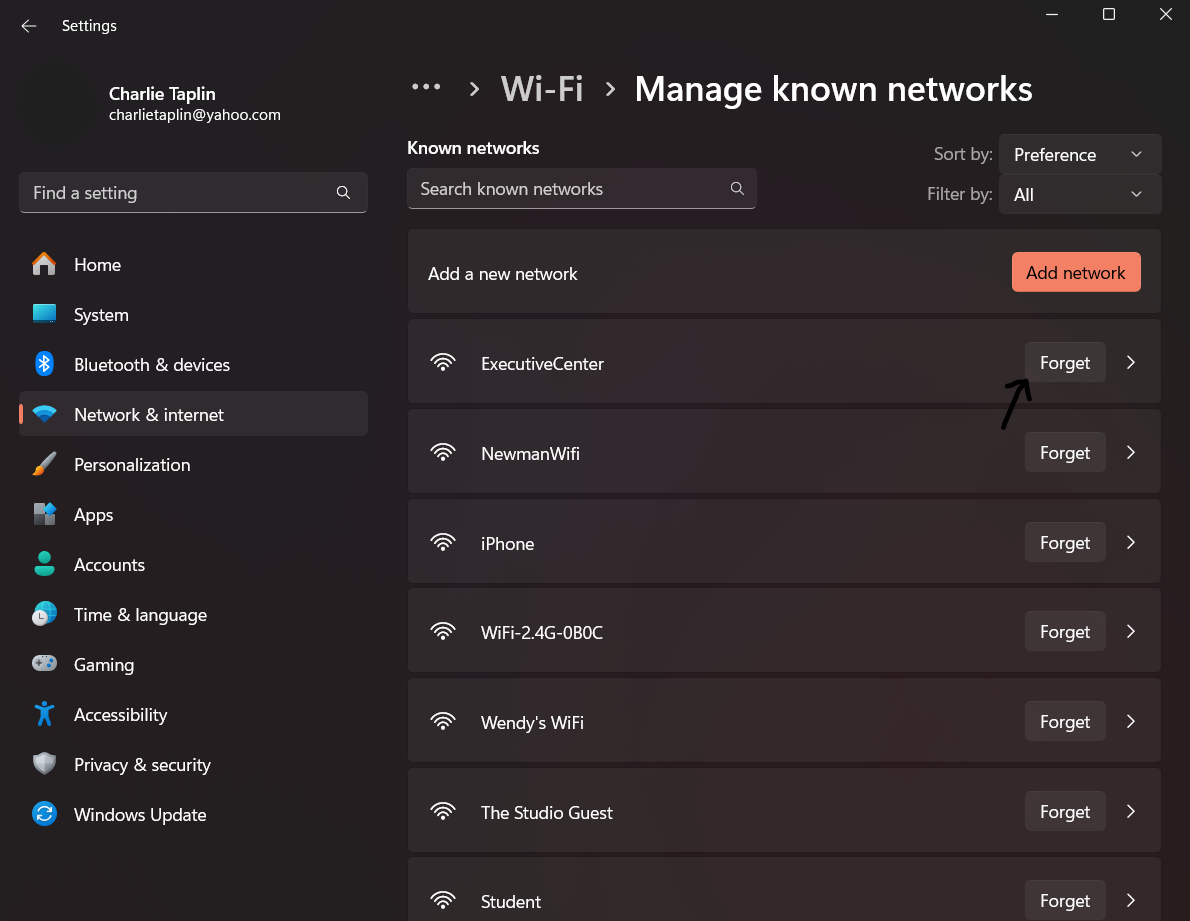 Settings
Charlie Taplin
charlietaplin@yahoo.com
Find a setting
Home
System
Bluetooth & devices
Network & internet
Personalization
Apps
Accounts
Time & language
Gaming
Accessibility
Privacy & security
Windows Update
... > Wi-Fi > Manage known networks
Known networks
Search known networks
Sort by: Preference
Filter by: All
Add a new network Add network
ExecutiveCenter Forget
NewmanWifi Forget
iPhone Forget
WiFi-2.4G-0B0C Forget
Wendy's WiFi Forget
The Studio Guest Forget
Student Forget